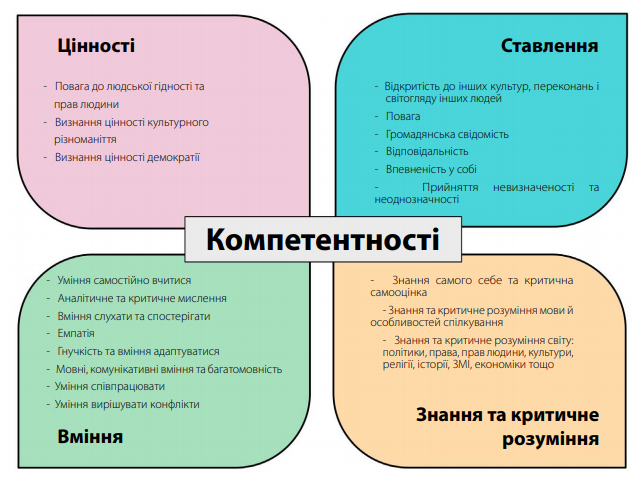 Цінності
- Повага до людської гідності та
прав людини
- Визнання цінності культурного
різноманіття
- Визнання цінності демократії
Ставлення
- Відкритість до інших культур, переконань і
світогляду інших людей
- Повага
- Громадянська свідомість
- Відповідальність
- Впевненість у собі
- Прийняття невизначеності та
неоднозначності
Компетентності
- Уміння самостійно вчитися
- Аналітичне та критичне мислення
- Вміння слухати та спостерігати
- Емпатія
- Гнучкість та вміння адаптуватися
- Мовні, комунікативні вміння та багатомовність
- Уміння співпрацювати
- Уміння вирішувати конфлікти
Вміння
- Знання самого себе та критична
самооцінка
- Знання та критичне розуміння мови й
особливостей спілкування
- Знання та критичне розуміння світу:
політики, права, прав людини, культури,
релігії, історії, ЗМІ, економіки тощо
Знання та критичне
розуміння